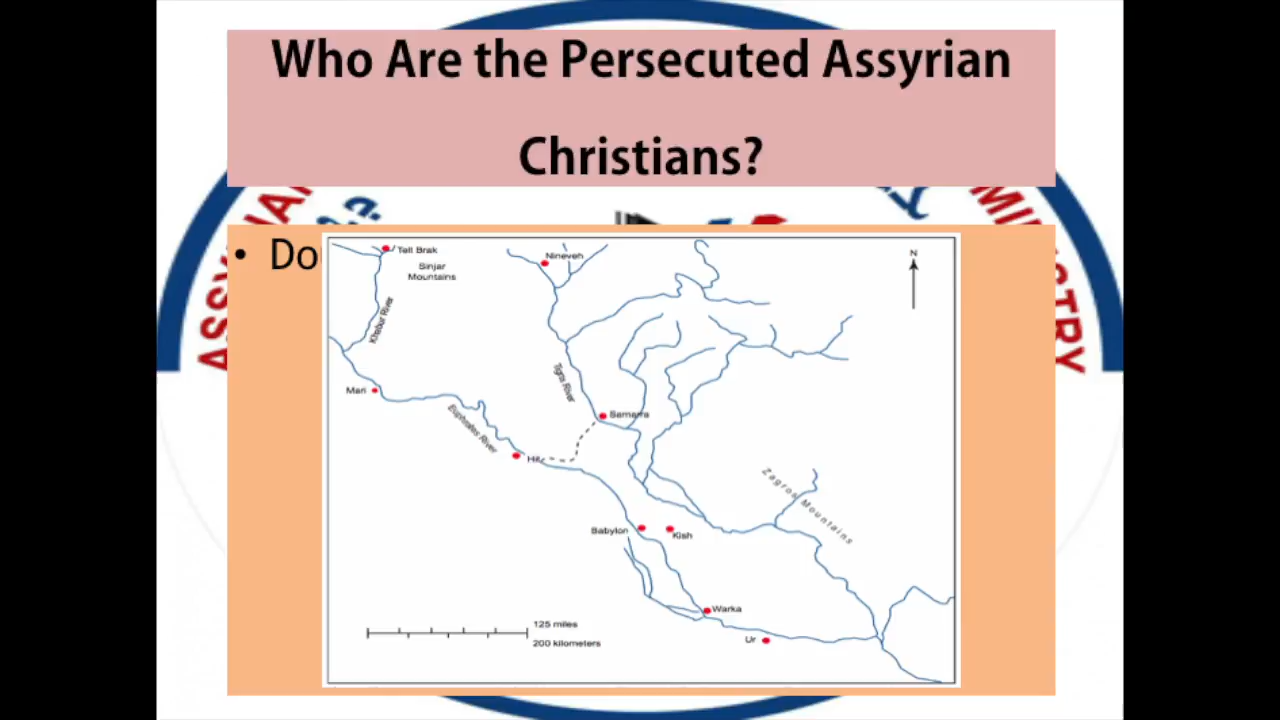 Who Are the Persecuted Assyrian
Christians?
• Do
Tell Brak
Nineveh
Sinjar
Mountains
N
Khabur River
Tigris River
Mari
Samarra
Euphrates River
Hit
Zagros Mountains
Babylon
Kish
Warka
125 miles
Ur
200 kilometers